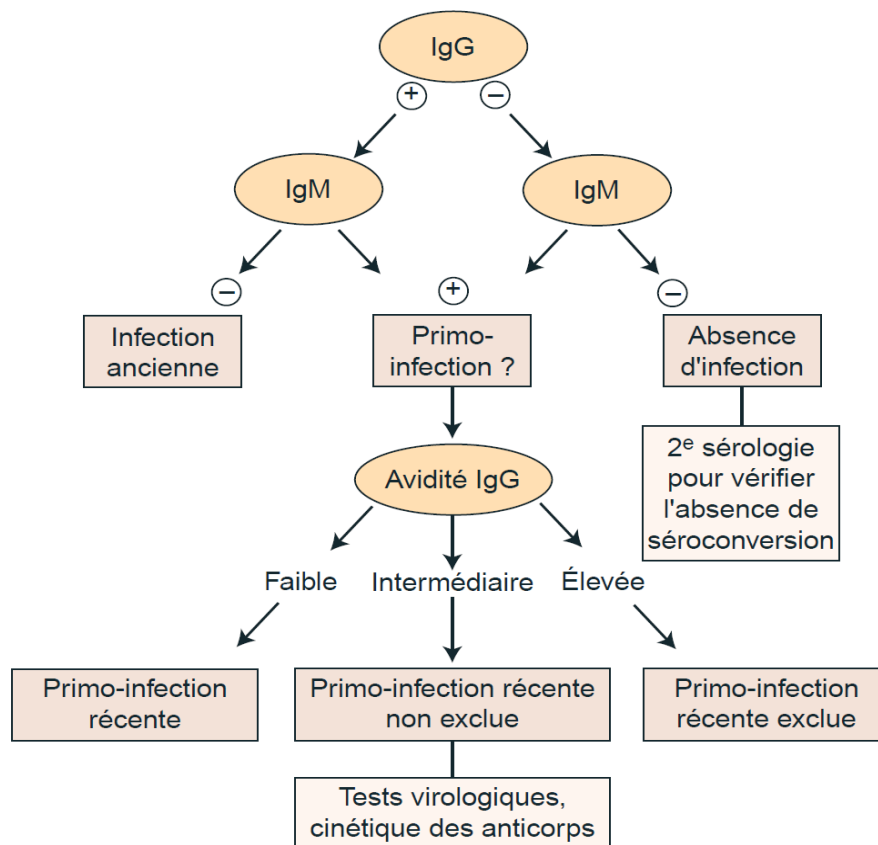 IgG
+
−
IgM
IgM
−
+
−
Infection
ancienne
Primo-
infection ?
Absence
d'infection
2e sérologie
pour vérifier
l'absence de
séroconversion
Avidité IgG
Faible
Intermédiaire
Élevée
Primo-infection
récente
Primo-infection récente
non exclue
Primo-infection
récente exclue
Tests virologiques,
cinétique des anticorps